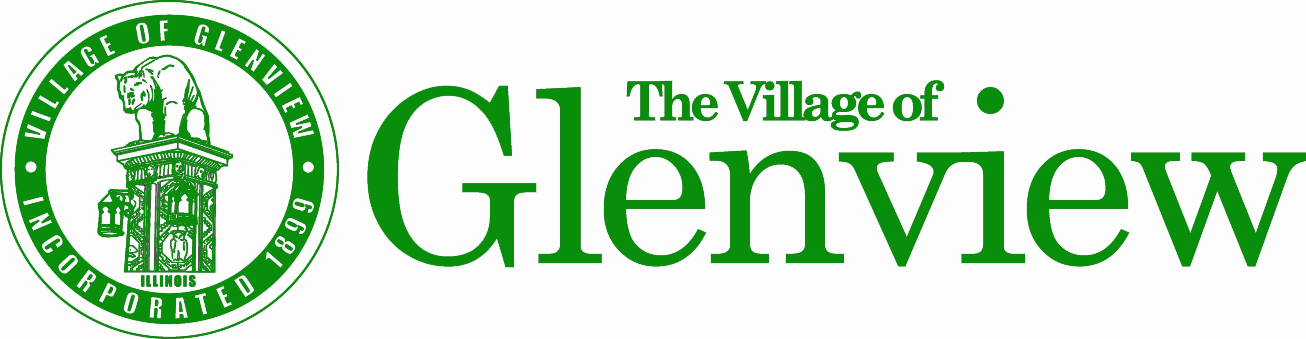 VILLAGE OF GLENVIEW
INCORPORATED 1899
ILLINOIS
The Village of
Glenview